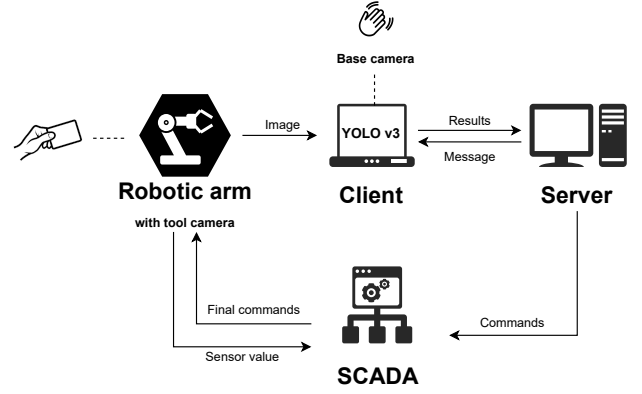 Base camera
Image
YOLO v3
Results
Message
Robotic arm
with tool camera
Client
Server
Final commands
Sensor value
Commands
SCADA